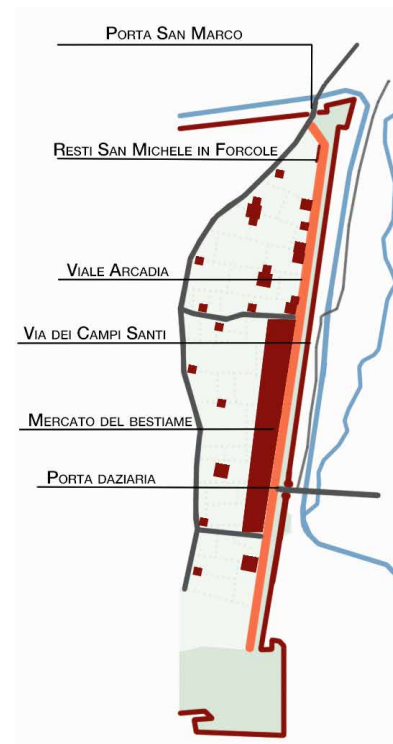 Porta San Marco
Resti San Michele in Forcole
Viale Arcadia
Via dei Campi Santi
Mercato del bestiame
Porta daziaria